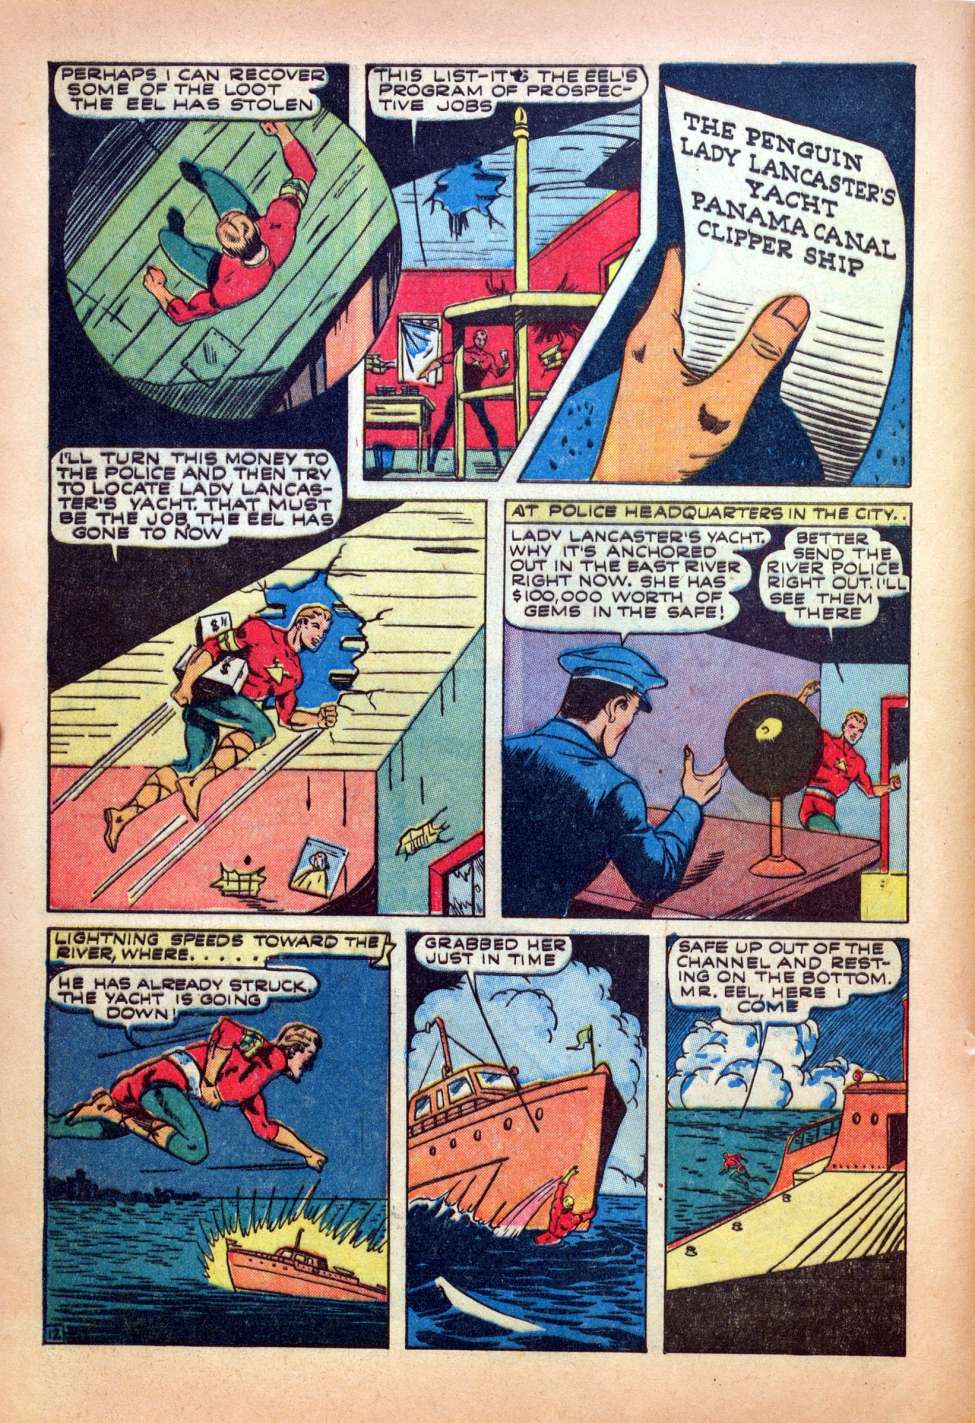 PERHAPS I CAN RECOVER
SOME OF THE LOOT
THE EEL HAS STOLEN
THIS LIST-IT'S THE EEL'S
PROGRAM OF PROSPEC-
TIVE JOBS
THE PENGUIN
LADY LANCASTER'S
YACHT
PANAMA CANAL
CLIPPER SHIP
I'LL TURN THIS MONEY TO
THE POLICE AND THEN TRY
TO LOCATE LADY LANCAS-
TER'S YACHT. THAT MUST
BE THE JOB, THE EEL HAS
GONE TO NOW
$
AT POLICE HEADQUARTERS IN THE CITY..
LADY LANCASTER'S YACHT.
WHY IT'S ANCHORED
OUT IN THE EAST RIVER
RIGHT NOW. SHE HAS
$100,000 WORTH OF
GEMS IN THE SAFE!
BETTER
SEND THE
RIVER POLICE
RIGHT OUT. I'LL
SEE THEM
THERE
LIGHTNING SPEEDS TOWARD THE
RIVER, WHERE.....
HE HAS ALREADY STRUCK.
THE YACHT IS GOING
DOWN!
12
GRABBED HER
JUST IN TIME
SAFE UP OUT OF THE
CHANNEL AND REST-
ING ON THE BOTTOM.
MR. EEL, HERE I
COME